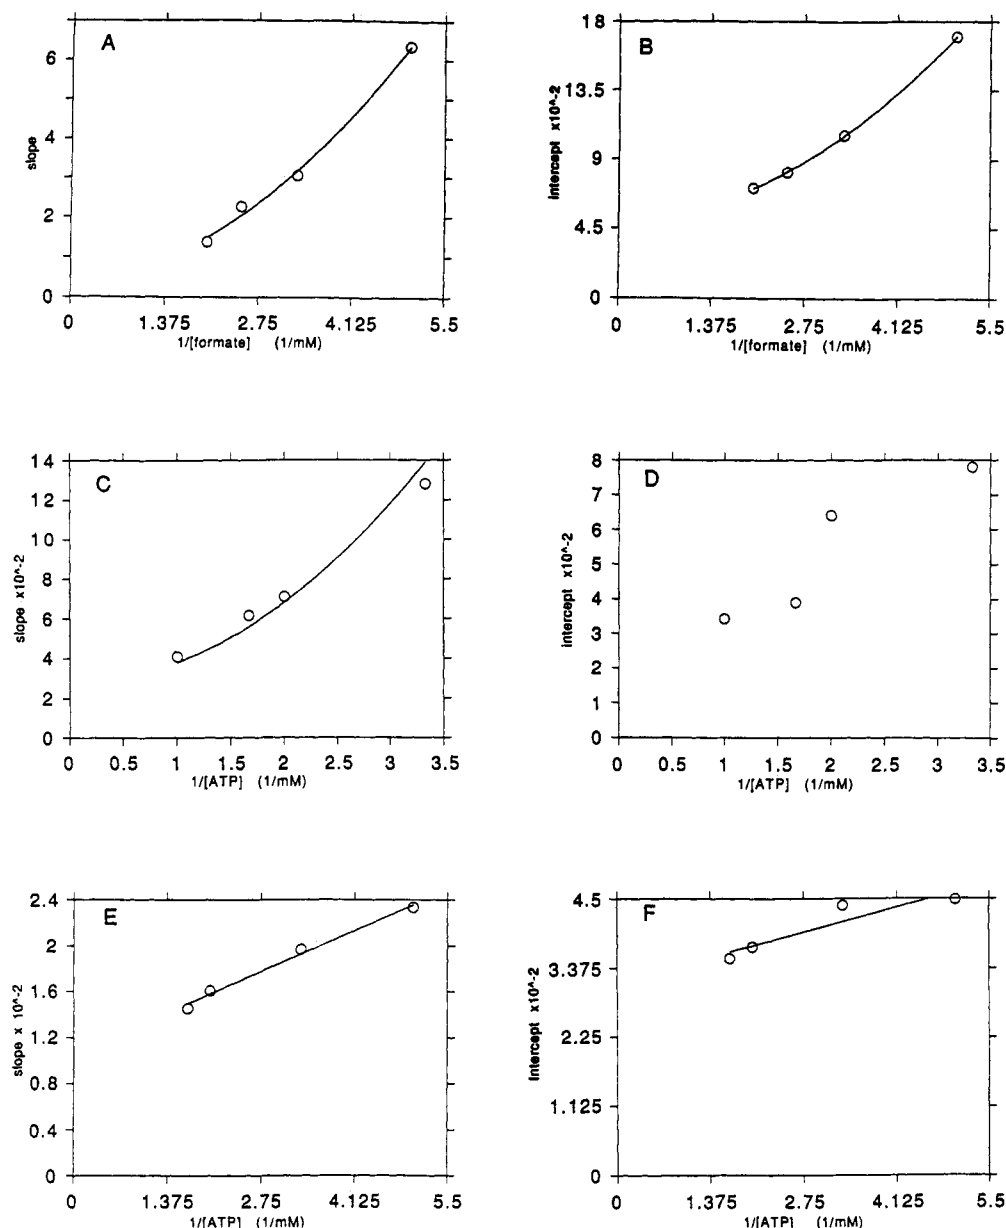 A
6
4
2
0
slope
0 1.375 2.75 4.125 5.5
1/[formate] (1/mM)
B
18
13.5
9
4.5
0
Intercept x10^-2
0 1.375 2.75 4.125 5.5
1/[formate] (1/mM)
C
14
12
10
8
6
4
2
0
slope x10^-2
0 0.5 1 1.5 2 2.5 3 3.5
1/[ATP] (1/mM)
D
8
7
6
5
4
3
2
1
0
intercept x10^-2
0 0.5 1 1.5 2 2.5 3 3.5
1/[ATP] (1/mM)
E
2.4
2
1.6
1.2
0.8
0.4
0
slope x 10^-2
0 1.375 2.75 4.125 5.5
1/[ATP] (1/mM)
F
4.5
3.375
2.25
1.125
0
Intercept x10^-2
0 1.375 2.75 4.125 5.5
1/[ATP] (1/mM)